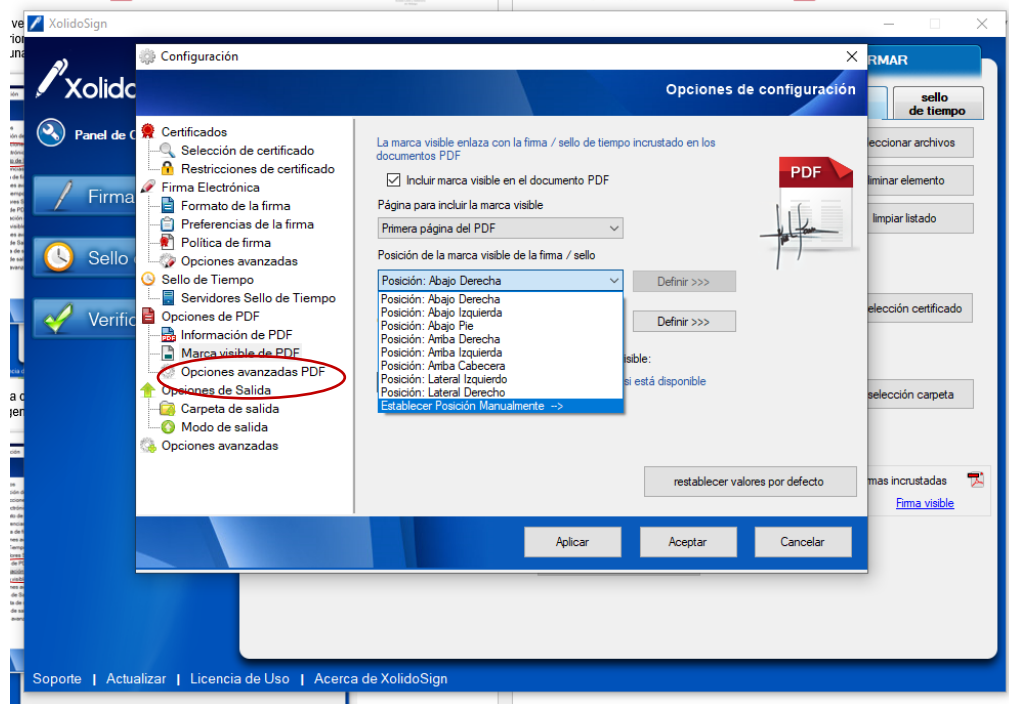 XolidoSign
Configuración
Opciones de configuración
Xolido
RMAR
sello
de tiempo
Panel de C
Firma
Sello
Verific
Certificados
Selección de certificado
Restricciones de certificado
Firma Electrónica
Formato de la firma
Preferencias de la firma
Política de firma
Opciones avanzadas
Sello de Tiempo
Servidores Sello de Tiempo
Opciones de PDF
Información de PDF
Marca visible de PDF
Opciones avanzadas PDF
Opciones de Salida
Carpeta de salida
Modo de salida
Opciones avanzadas
La marca visible enlaza con la firma / sello de tiempo incrustado en los
documentos PDF
Incluir marca visible en el documento PDF
PDF
Página para incluir la marca visible
Primera página del PDF
Posición de la marca visible de la firma / sello
Posición: Abajo Derecha
Definir >>>
Posición: Abajo Derecha
Posición: Abajo Izquierda
Posición: Abajo Pie
Definir >>>
Posición: Arriba Derecha
Posición: Arriba Izquierda
sible:
Posición: Arriba Cabecera
Posición: Lateral Izquierdo
si está disponible
Posición: Lateral Derecho
Establecer Posición Manualmente -->
restablecer valores por defecto
Aplicar
Aceptar
Cancelar
eccionar archivos
liminar elemento
limpiar listado
elección certificado
selección carpeta
mas incrustadas
Firma visible
Soporte | Actualizar | Licencia de Uso | Acerca de XolidoSign